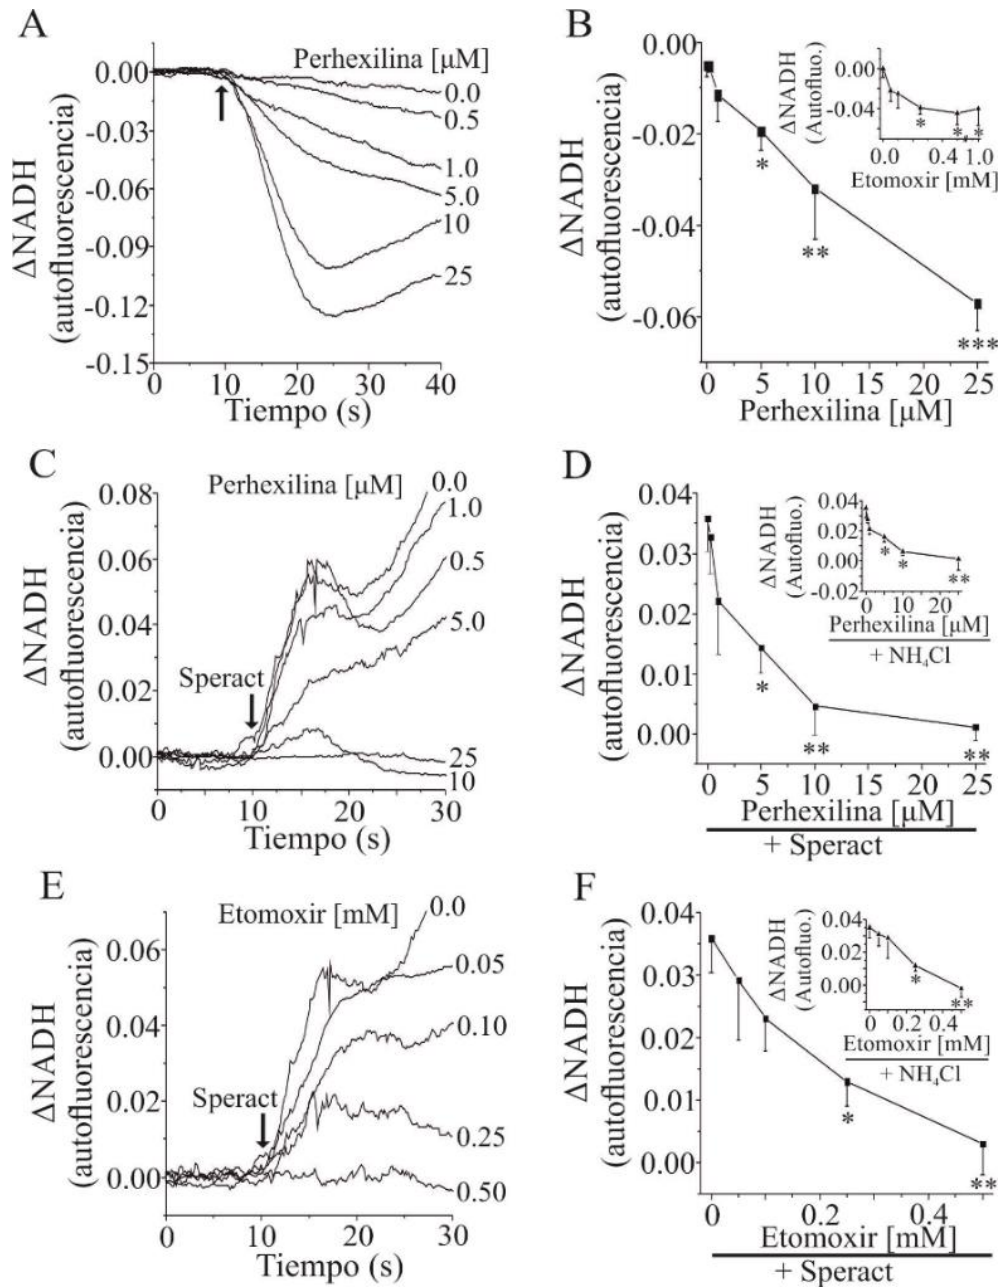 A
Perhexilina [μM]
0.00
-0.03
-0.06
-0.09
-0.12
-0.15
ΔNADH
(autofluorescencia)
0.0
0.5
1.0
5.0
10
25
0 10 20 30 40
Tiempo (s)
B
0.00
-0.02
-0.04
-0.06
ΔNADH
(autofluorescencia)
*
**
***
0 5 10 15 20 25
Perhexilina [μM]
ΔNADH
(Autofluo.)
0.00
-0.04
* *,*
0.0 0.4 1.0
Etomoxir [mM]
C
Perhexilina [μM]
0.08
0.06
0.04
0.02
0.00
ΔNADH
(autofluorescencia)
Speract
0.0
1.0
0.5
5.0
25
10
0 10 20 30
Tiempo (s)
D
0.04
0.03
0.02
0.01
0.00
ΔNADH
(autofluorescencia)
*
**
**
0 5 10 15 20 25
Perhexilina [μM]
+ Speract
ΔNADH
(Autofluo.)
0.04
0.02
0.00
-0.02
* * **
0 10 20
Perhexilina [μM]
+ NH₄Cl
E
Etomoxir [mM]
0.06
0.04
0.02
0.00
ΔNADH
(autofluorescencia)
Speract
0.0
0.05
0.10
0.25
0.50
0 10 20 30
Tiempo (s)
F
0.04
0.03
0.02
0.01
0.00
ΔNADH
(autofluorescencia)
*
**
0 0.2 0.4
Etomoxir [mM]
+ Speract
ΔNADH
(Autofluo.)
0.04
0.02
0.00
* **
0 0.2 0.4
Etomoxir [mM]
+ NH₄Cl